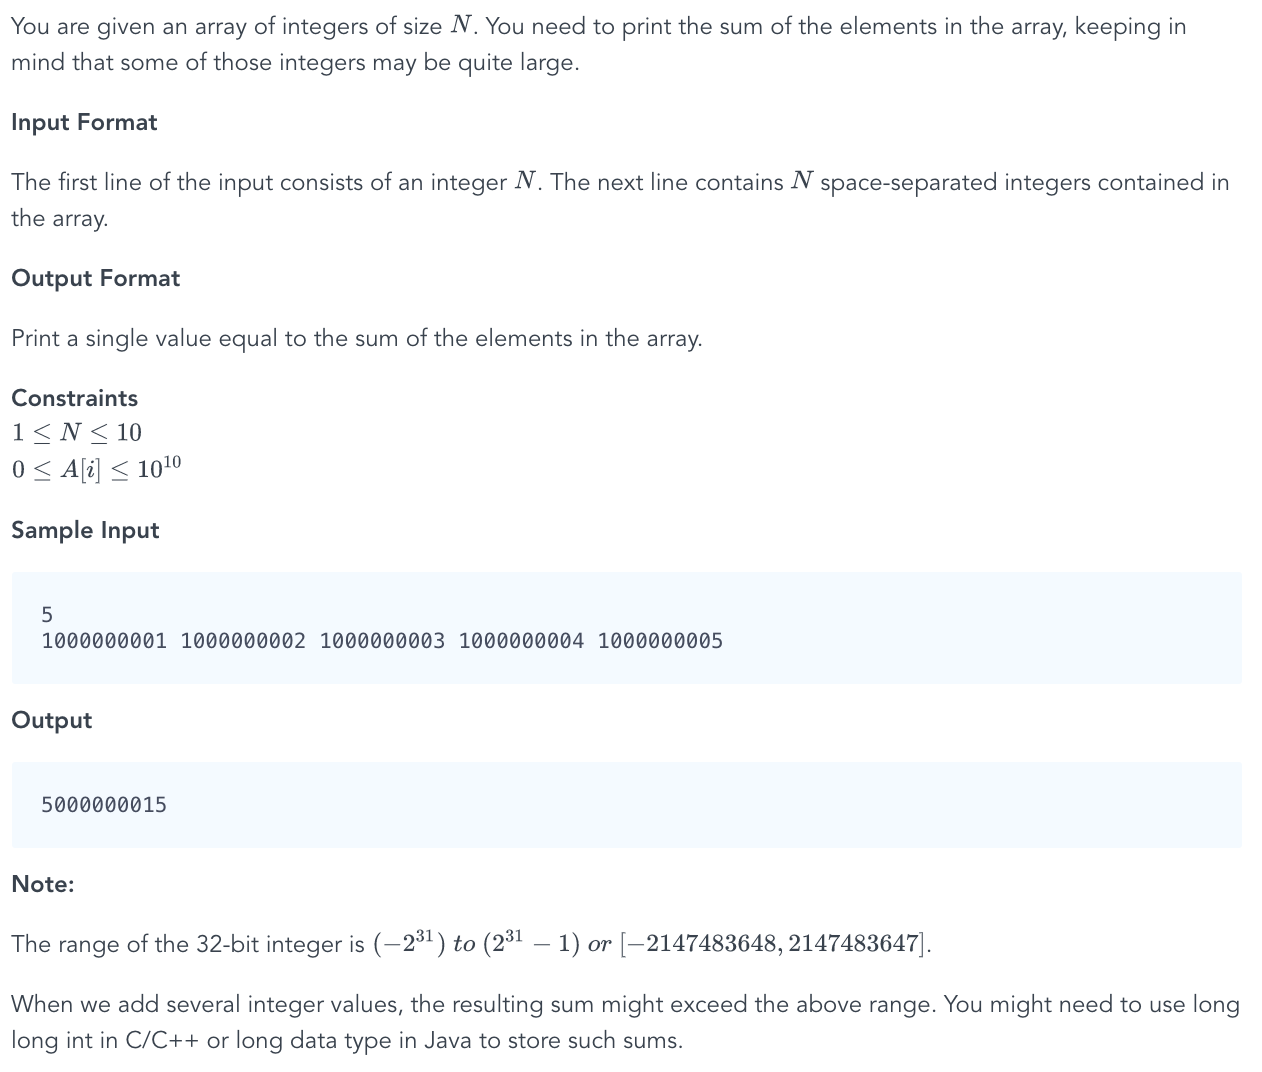 You are given an array of integers of size N. You need to print the sum of the elements in the array, keeping in
mind that some of those integers may be quite large.
Input Format
The first line of the input consists of an integer N. The next line contains N space-separated integers contained in
the array.
Output Format
Print a single value equal to the sum of the elements in the array.
Constraints
1 ≤ N ≤ 10
0 ≤ A[i] ≤ 10^10
Sample Input
5
1000000001 1000000002 1000000003 1000000004 1000000005
Output
5000000015
Note:
The range of the 32-bit integer is (−2^31) to (2^31 − 1) or [−2147483648, 2147483647].
When we add several integer values, the resulting sum might exceed the above range. You might need to use long
long int in C/C++ or long data type in Java to store such sums.